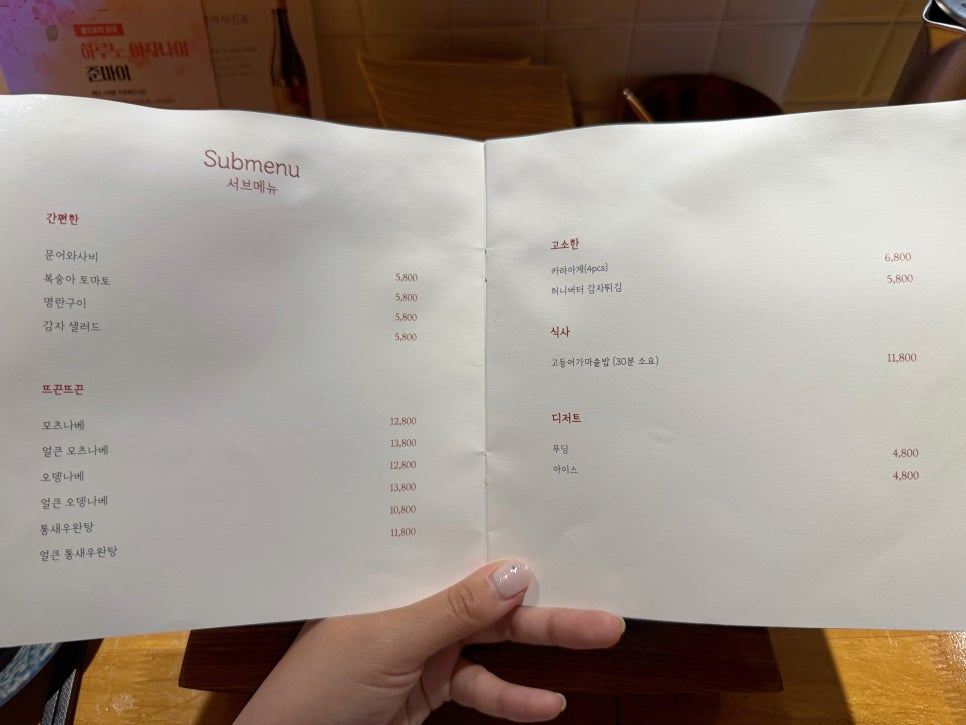 하루노 이자나이
준마이
Submenu
서브메뉴
간편한
문어와사비 5,800
복숭아 토마토 5,800
명란구이 5,800
감자 샐러드 5,800
뜨끈뜨끈
모츠나베 12,800
얼큰 모츠나베 13,800
오뎅나베 12,800
얼큰 오뎅나베 13,800
통새우완탕 10,800
얼큰 통새우완탕 11,800
고소한
카라아게(4pcs) 6,800
허니버터 감자튀김 5,800
식사
고등어가마솥밥 (30분 소요) 11,800
디저트
푸딩 4,800
아이스 4,800